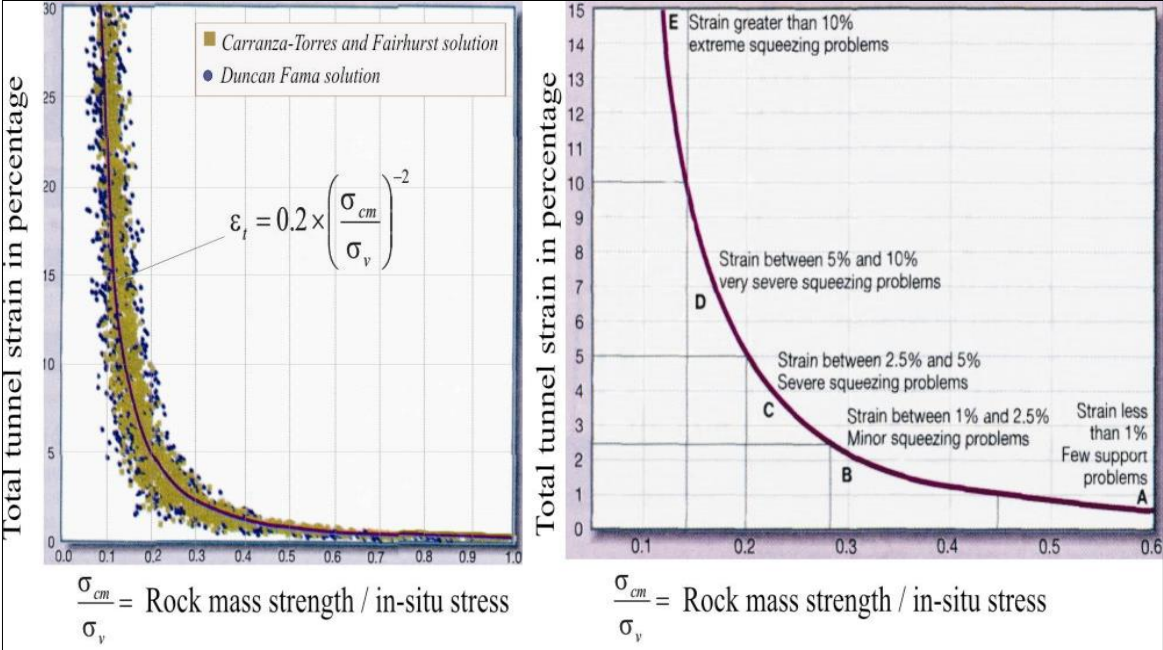 Total tunnel strain in percentage
30
25
20
15
10
5
0
0.0 0.1 0.2 0.3 0.4 0.5 0.6 0.7 0.8 0.9 1.0
Carranza-Torres and Fairhurst solution
Duncan Fama solution
εt = 0.2 × (σcm / σv)^−2
σcm / σv = Rock mass strength / in-situ stress
Total tunnel strain in percentage
15
14
13
12
11
10
9
8
7
6
5
4
3
2
1
0
0.1 0.2 0.3 0.4 0.5 0.6
E Strain greater than 10%
extreme squeezing problems
Strain between 5% and 10%
very severe squeezing problems
D
Strain between 2.5% and 5%
Severe squeezing problems
C
Strain between 1% and 2.5%
Minor squeezing problems
B
Strain less
than 1%
Few support
problems
A
σcm / σv = Rock mass strength / in-situ stress